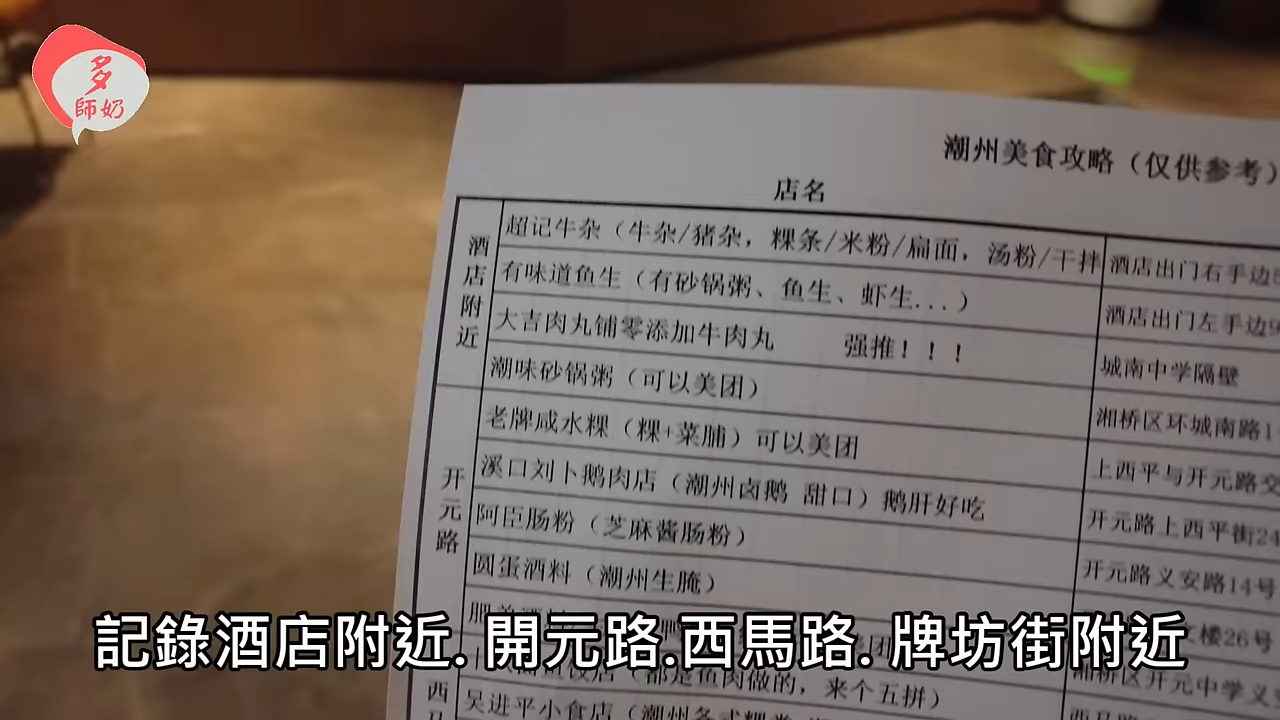 多
師奶
潮州美食攻略（仅供参考）
店名
酒店附近
超记牛杂（牛杂/猪杂，粿条/米粉/扁面，汤粉/干拌
酒店出门右手边
有味道鱼生（有砂锅粥、鱼生、虾生...）
酒店出门左手边
大吉肉丸铺零添加牛肉丸 强推！！！
城南中学隔壁
潮味砂锅粥（可以美团）
湘桥区环城南路1
开元路
老牌咸水粿（粿+菜脯）可以美团
上西平与开元路交
溪口刘卜鹅肉店（潮州卤鹅 甜口）鹅肝好吃
开元路上西平街24
阿臣肠粉（芝麻酱肠粉）
开元路义安路14号
圆蛋酒料（潮州生腌）
文楼26号
饭店（都是鱼肉做的，来个五拼）
湘桥区开元中学义
西
吴进平小食店（潮州各式粿类
記錄酒店附近.開元路.西馬路.牌坊街附近